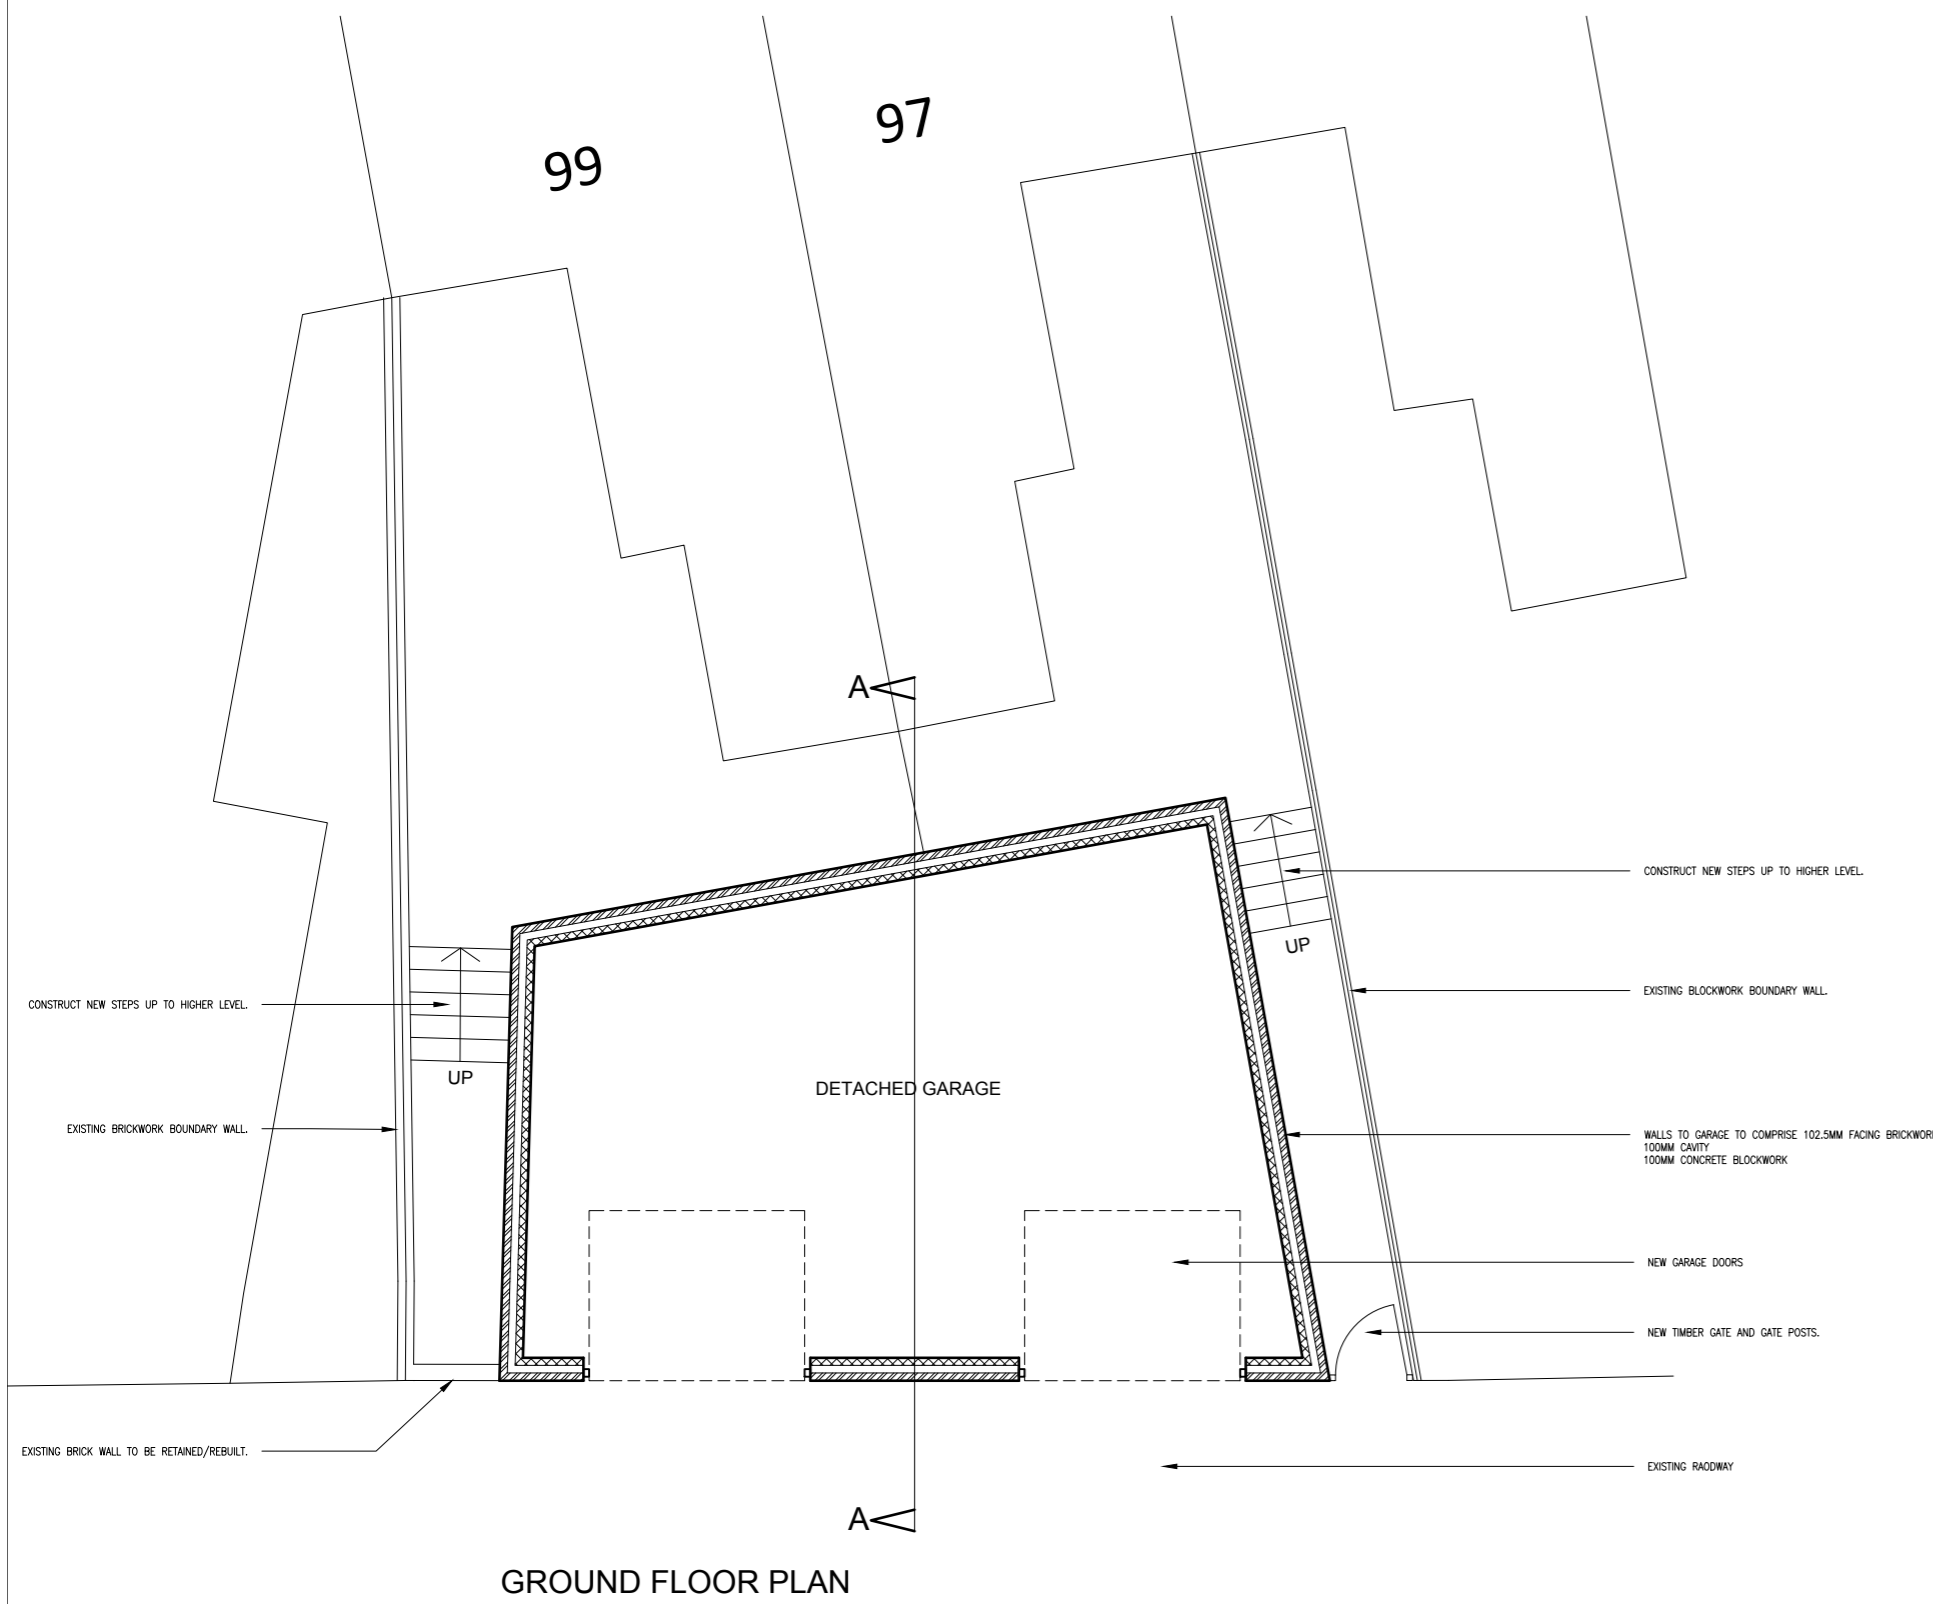 99
97
A
CONSTRUCT NEW STEPS UP TO HIGHER LEVEL.
UP
CONSTRUCT NEW STEPS UP TO HIGHER LEVEL.
EXISTING BLOCKWORK BOUNDARY WALL.
UP
DETACHED GARAGE
EXISTING BRICKWORK BOUNDARY WALL.
WALLS TO GARAGE TO COMPRISE 102.5MM FACING BRICKWORK
100MM CAVITY
100MM CONCRETE BLOCKWORK
NEW GARAGE DOORS
NEW TIMBER GATE AND GATE POSTS.
EXISTING BRICK WALL TO BE RETAINED/REBUILT.
EXISTING RAODWAY
A
GROUND FLOOR PLAN